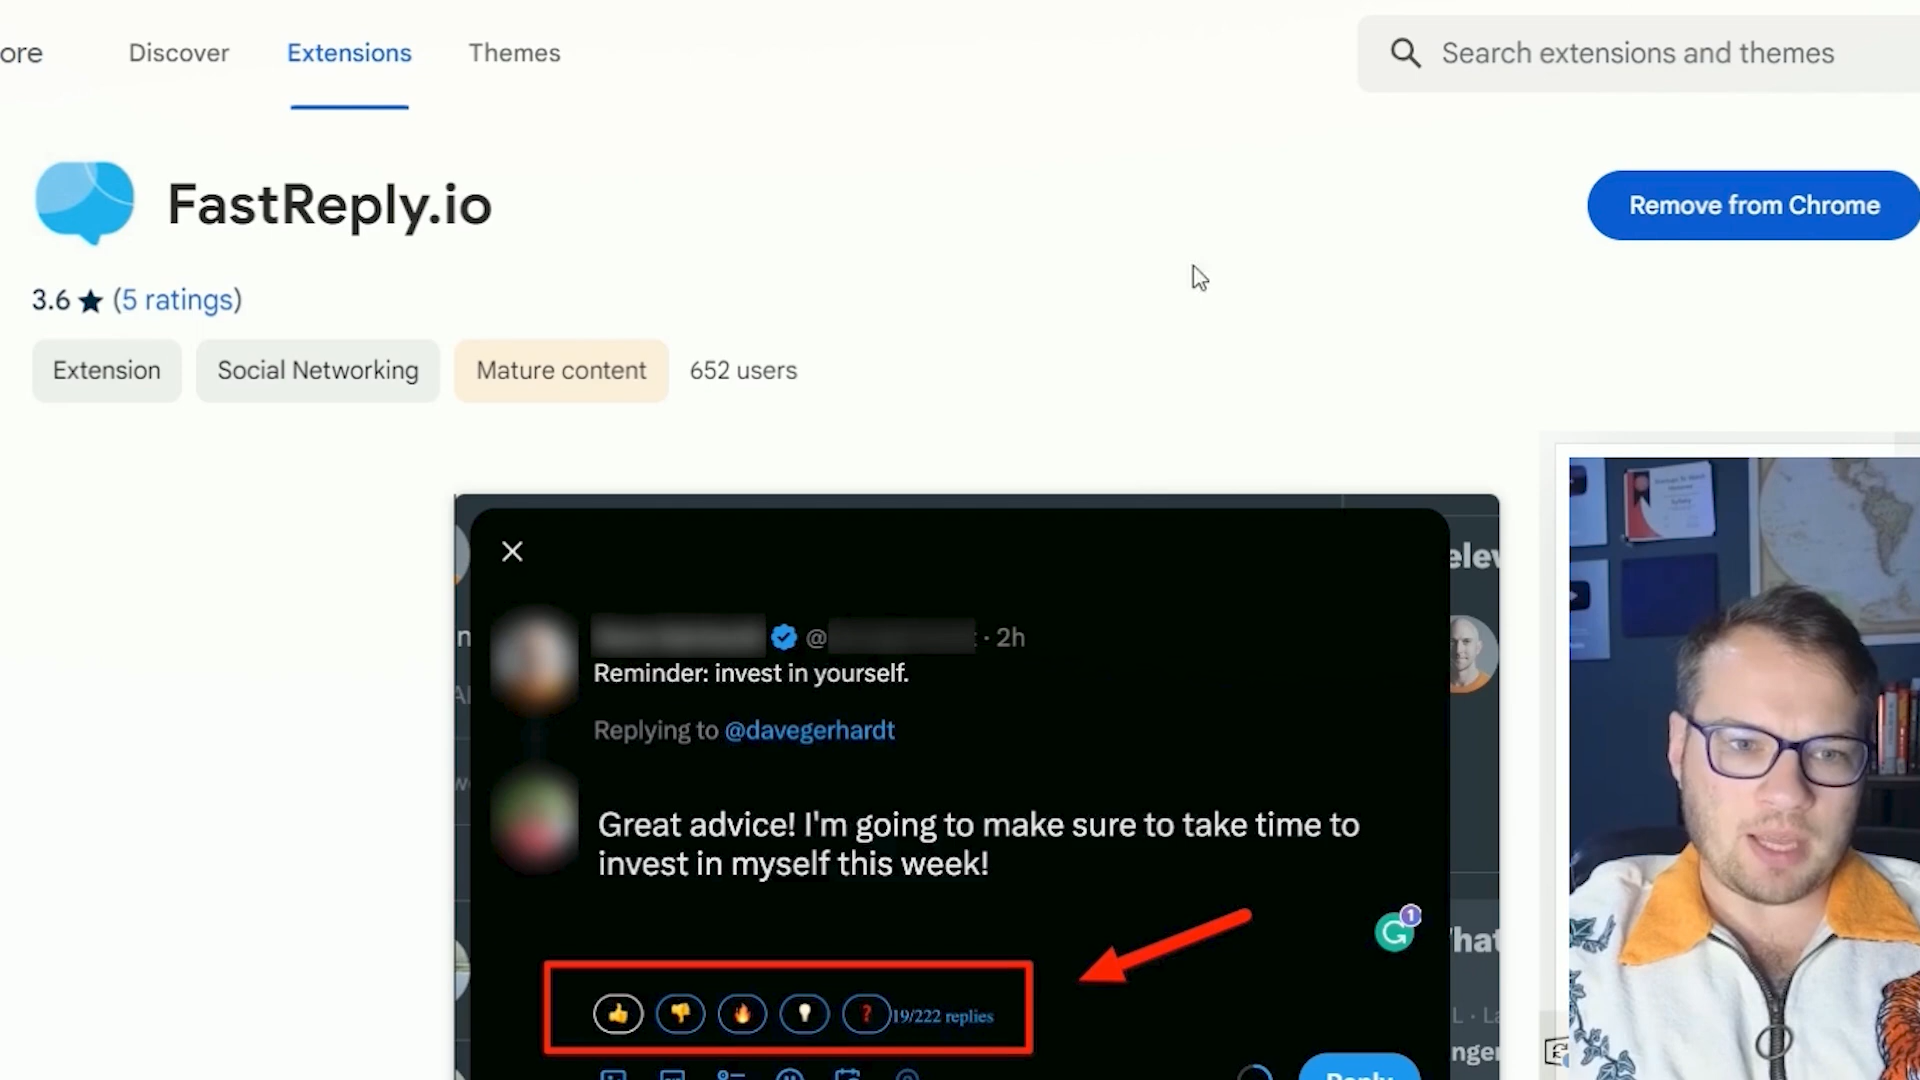 ore Discover Extensions Themes Search extensions and themes
FastReply.io
Remove from Chrome
3.6 ★ (5 ratings)
Extension Social Networking Mature content 652 users
@ · 2h
Reminder: invest in yourself.
Replying to @davegerhardt
Great advice! I'm going to make sure to take time to
invest in myself this week!
1
19/222 replies
Reply